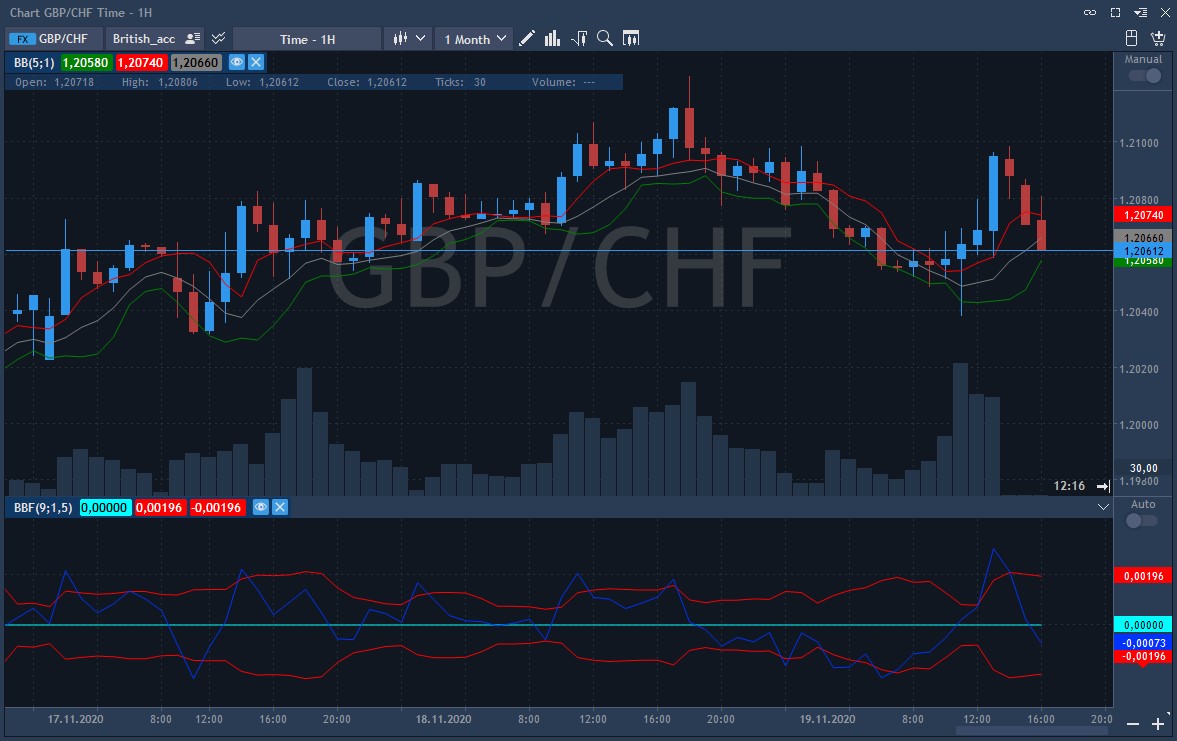 Chart GBP/CHF Time - 1H
FX GBP/CHF British_acc Time - 1H 1 Month
BB(5;1) 1,20580 1,20740 1,20660
Open: 1,20718 High: 1,20806 Low: 1,20612 Close: 1,20612 Ticks: 30 Volume: ---
Manual
GBP/CHF
1.21000
1.20800
1,20740
1,20660
1,20612
1,20580
1.20400
1.20200
1.20000
30,00
12:16
BBF(9;1,5) 0,00000 0,00196 -0,00196
Auto
0,00196
0,00000
-0,00073
-0,00196
17.11.2020 8:00 12:00 16:00 20:00 18.11.2020 8:00 12:00 16:00 20:00 19.11.2020 8:00 12:00 16:00 20:0